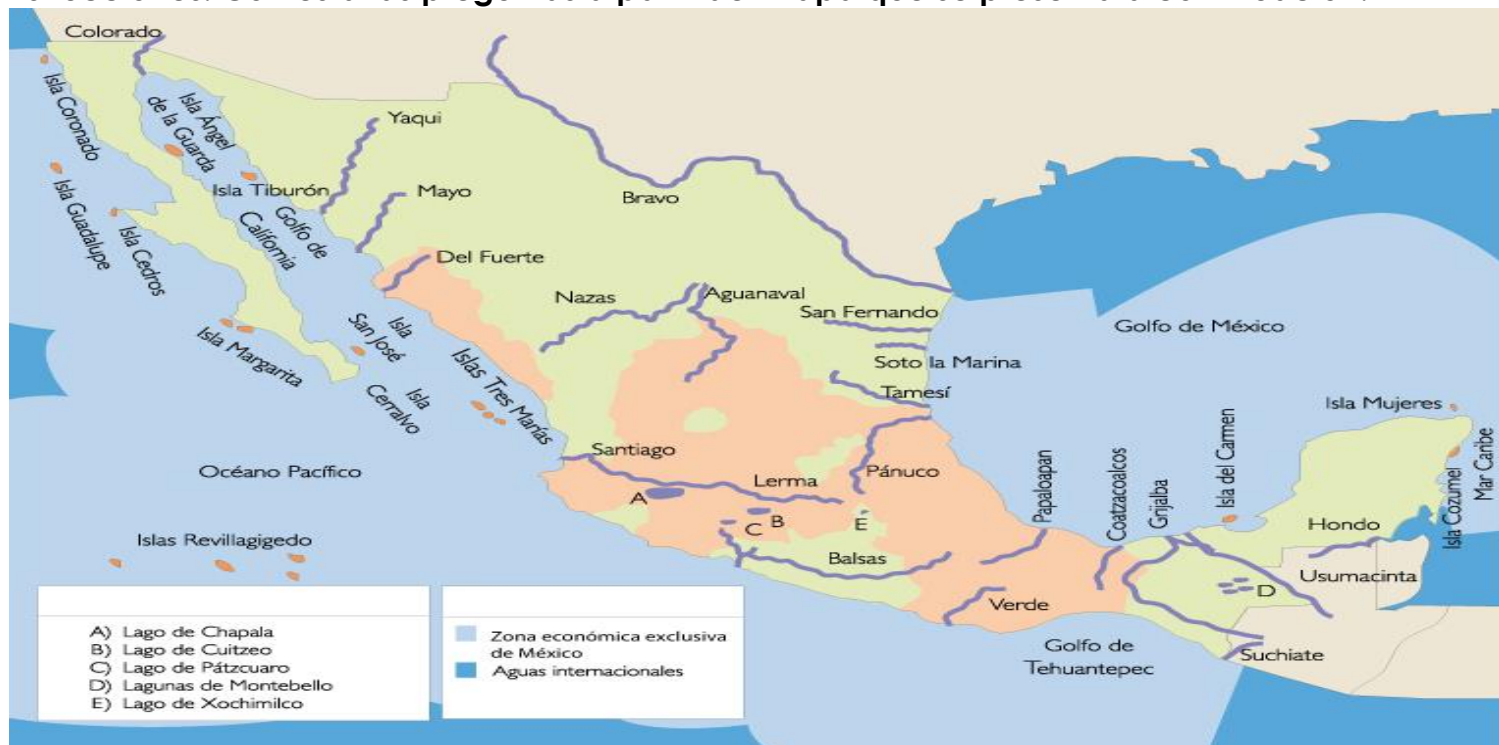 Colorado
Isla Coronado
Isla Ángel
de la Guarda
Yaqui
Isla Guadalupe
Isla Tiburón
Mayo
Bravo
Isla Cedros
Golfo de
California
Del Fuerte
Nazas
Aguanaval
San Fernando
Golfo de México
Isla Margarita
Isla
San José
Soto la Marina
Isla
Cerralvo
Islas Tres Marías
Tamesí
Isla Mujeres
Océano Pacífico
Santiago
Lerma
Pánuco
Papaloapan
Coatzacoalcos
Grijalba
Isla del Carmen
Isla Cozumel
Mar Caribe
A
B
C
E
Hondo
Islas Revillagigedo
Balsas
Usumacinta
D
Verde
Golfo de
Tehuantepec
Suchiate
A) Lago de Chapala
B) Lago de Cuitzeo
C) Lago de Pátzcuaro
D) Lagunas de Montebello
E) Lago de Xochimilco
Zona económica exclusiva
de México
Aguas internacionales